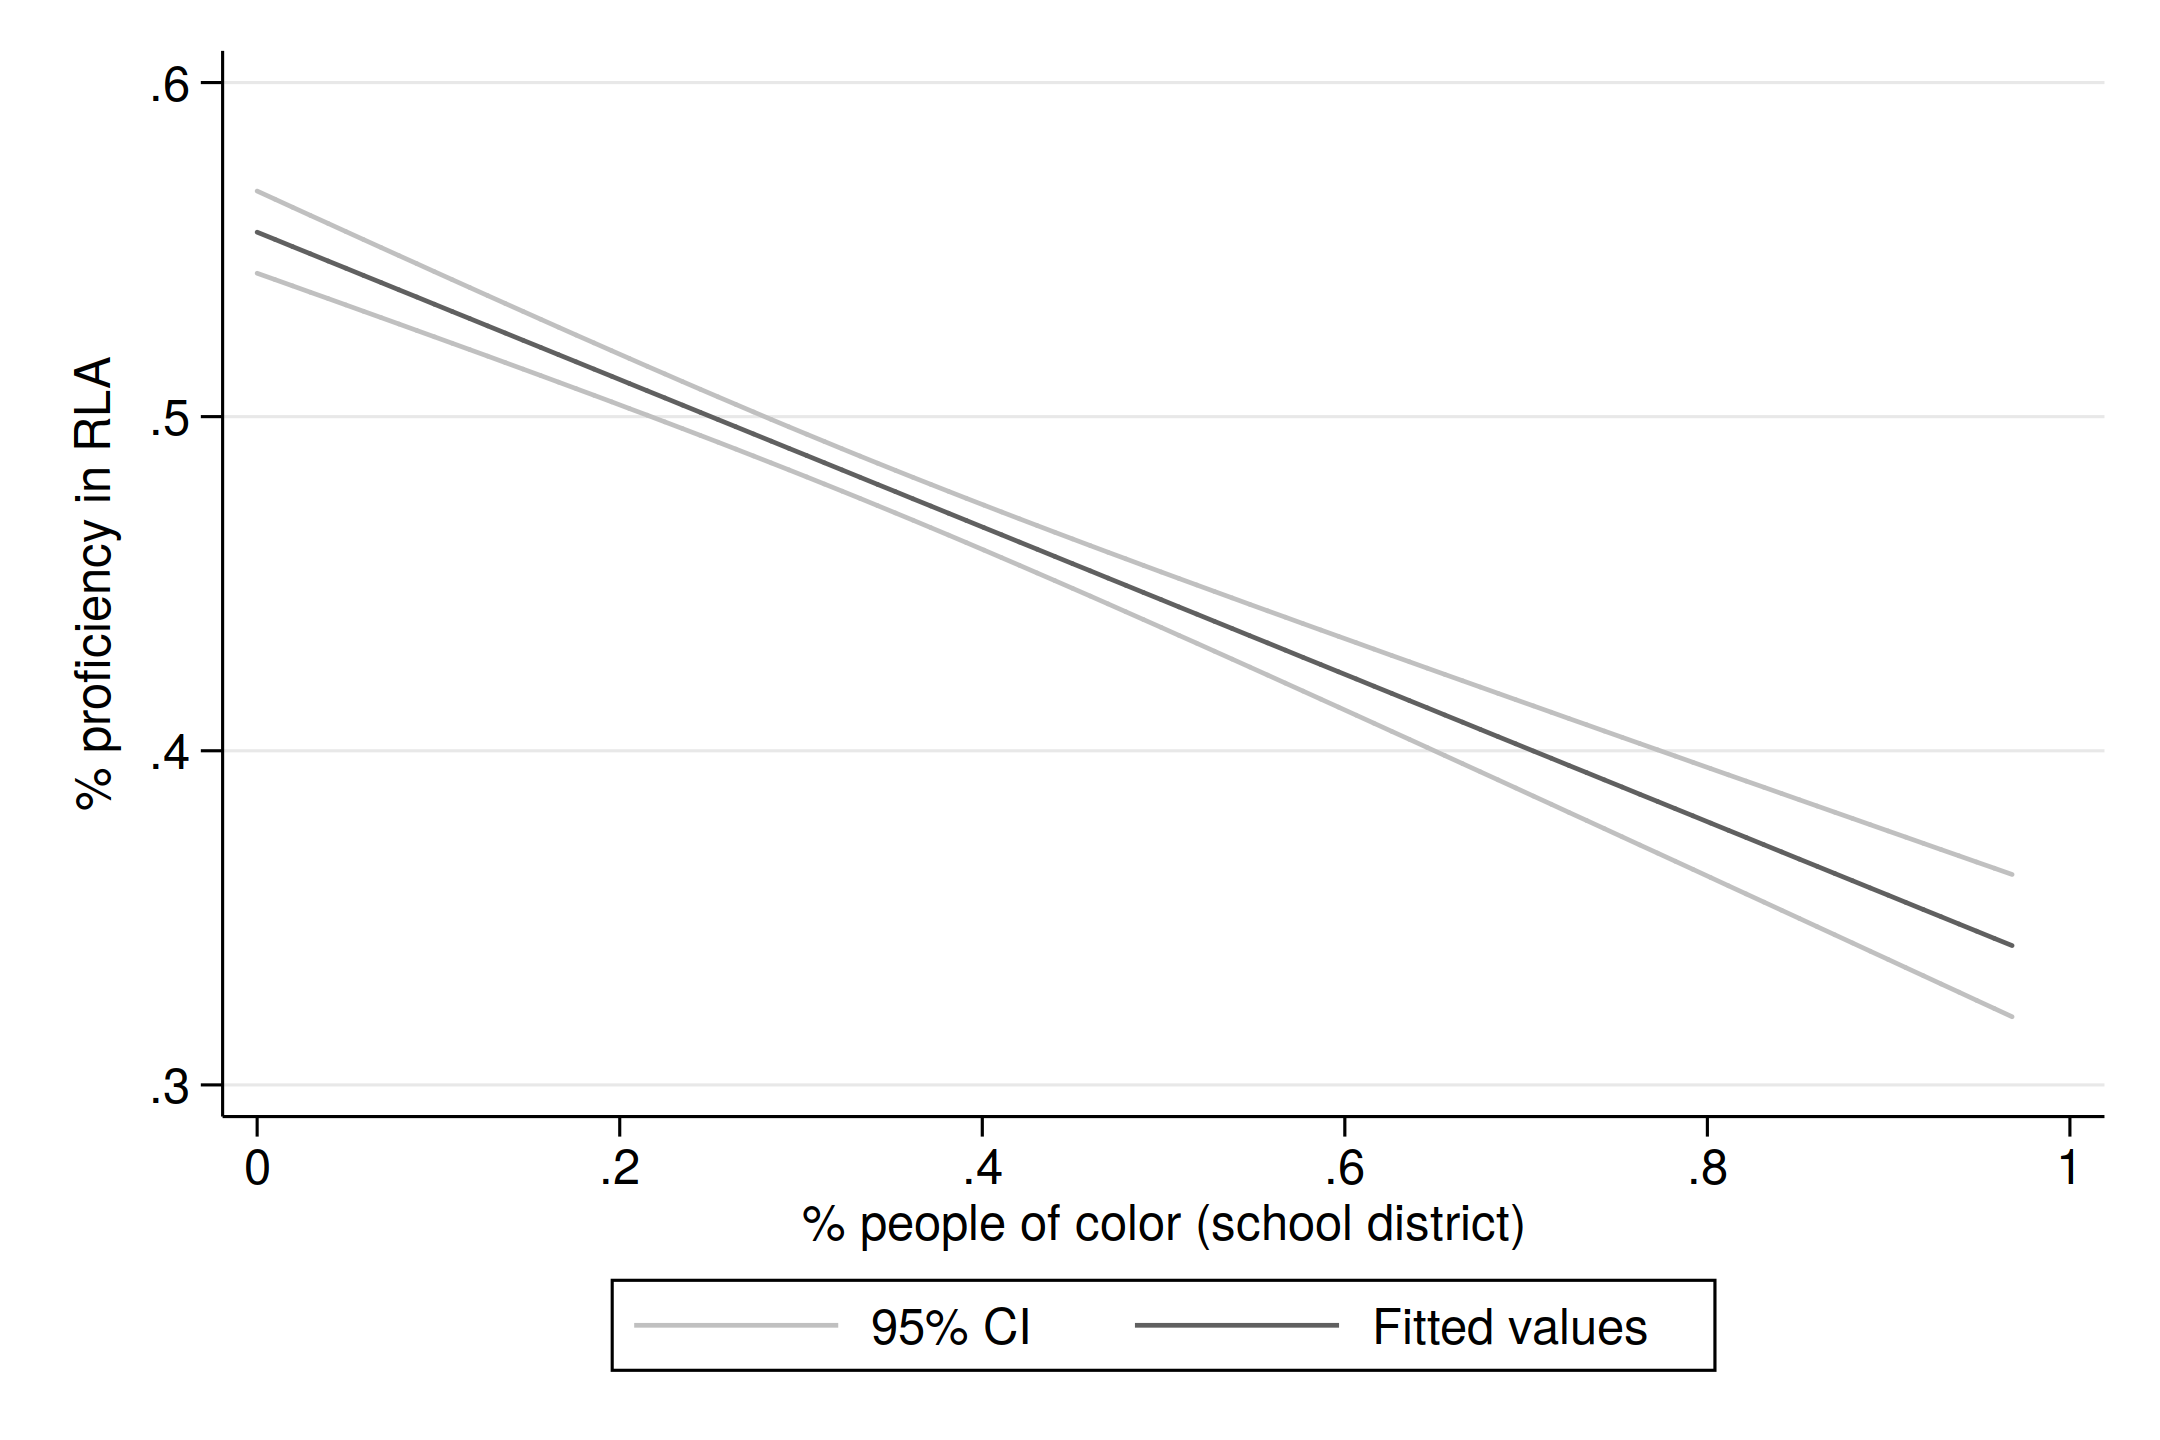 .6
.5
.4
.3
% proficiency in RLA
0 .2 .4 .6 .8 1
% people of color (school district)
95% CI Fitted values